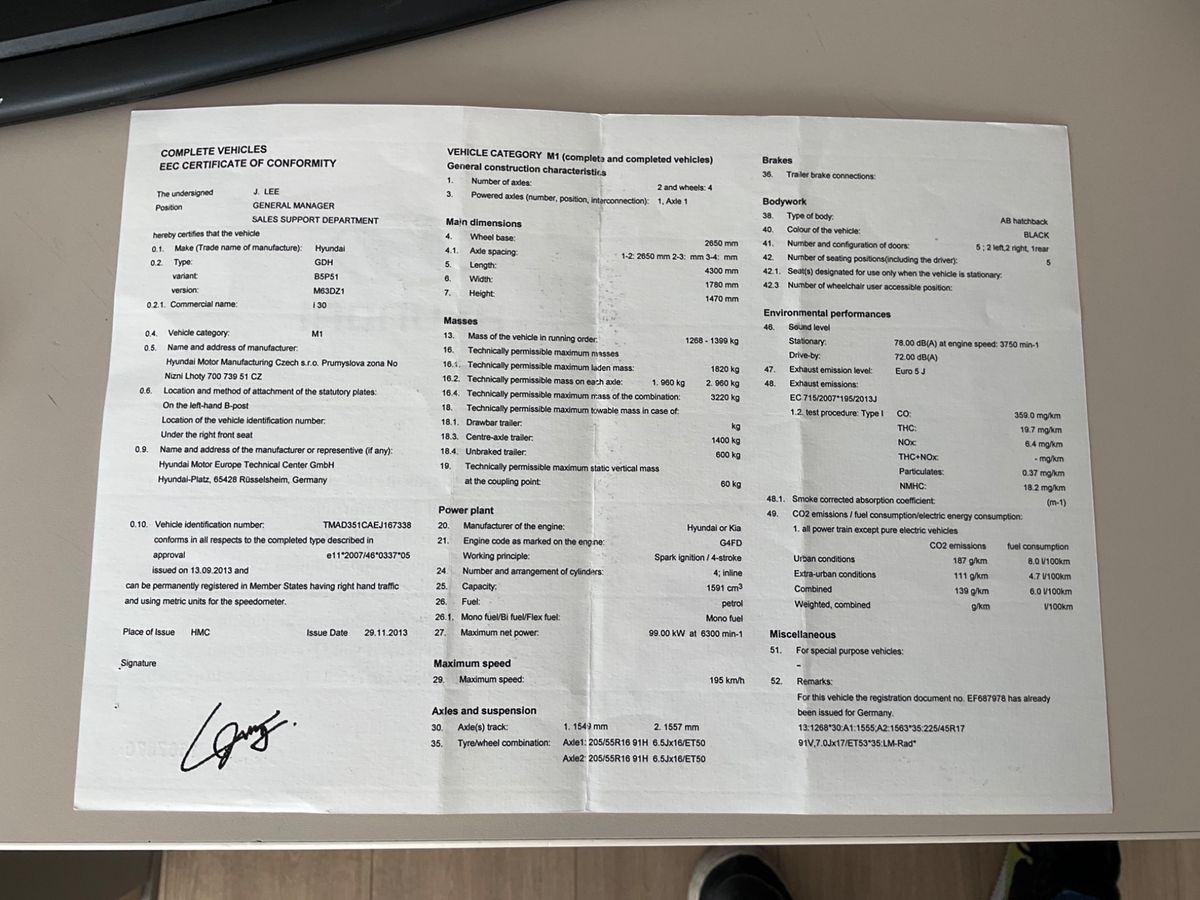 COMPLETE VEHICLES
EEC CERTIFICATE OF CONFORMITY
The undersigned J. LEE
Position GENERAL MANAGER
SALES SUPPORT DEPARTMENT
hereby certifies that the vehicle
0.1. Make (Trade name of manufacture): Hyundai
0.2. Type: GDH
variant: B5P51
version: M63DZ1
0.2.1. Commercial name: i 30
0.4. Vehicle category: M1
0.5. Name and address of manufacturer:
Hyundai Motor Manufacturing Czech s.r.o. Prumyslova zona No
Nizni Lhoty 700 739 51 CZ
0.6. Location and method of attachment of the statutory plates:
On the left-hand B-post
Location of the vehicle identification number:
Under the right front seat
0.9. Name and address of the manufacturer or representive (if any):
Hyundai Motor Europe Technical Center GmbH
Hyundai-Platz, 65428 Rüsselsheim, Germany
0.10. Vehicle identification number: TMAD351CAEJ167338
conforms in all respects to the completed type described in
approval e11*2007/46*0337*05
issued on 13.09.2013 and
can be permanently registered in Member States having right hand traffic
and using metric units for the speedometer.
Place of Issue HMC Issue Date 29.11.2013
Signature
VEHICLE CATEGORY M1 (complete and completed vehicles)
General construction characteristics
1. Number of axles: 2 and wheels: 4
3. Powered axles (number, position, interconnection): 1, Axle 1
Main dimensions
4. Wheel base: 2650 mm
4.1. Axle spacing: 1-2: 2650 mm 2-3: mm 3-4: mm
5. Length: 4300 mm
6. Width: 1780 mm
7. Height: 1470 mm
Masses
13. Mass of the vehicle in running order: 1268 - 1399 kg
16. Technically permissible maximum masses
16.1. Technically permissible maximum laden mass: 1820 kg
16.2. Technically permissible mass on each axle: 1. 960 kg 2. 960 kg
16.4. Technically permissible maximum mass of the combination: 3220 kg
18. Technically permissible maximum towable mass in case of:
18.1. Drawbar trailer: kg
18.3. Centre-axle trailer: 1400 kg
18.4. Unbraked trailer: 600 kg
19. Technically permissible maximum static vertical mass
at the coupling point: 60 kg
Power plant
20. Manufacturer of the engine: Hyundai or Kia
21. Engine code as marked on the engine: G4FD
Working principle: Spark ignition / 4-stroke
24. Number and arrangement of cylinders: 4; inline
25. Capacity: 1591 cm³
26. Fuel: petrol
26.1. Mono fuel/Bi fuel/Flex fuel: Mono fuel
27. Maximum net power: 99.00 kW at 6300 min-1
Maximum speed
29. Maximum speed: 195 km/h
Axles and suspension
30. Axle(s) track: 1. 1549 mm 2. 1557 mm
35. Tyre/wheel combination: Axle1: 205/55R16 91H 6.5Jx16/ET50
Axle2: 205/55R16 91H 6.5Jx16/ET50
Brakes
36. Trailer brake connections:
Bodywork
38. Type of body: AB hatchback
40. Colour of the vehicle: BLACK
41. Number and configuration of doors: 5 ; 2 left,2 right, 1rear
42. Number of seating positions(including the driver): 5
42.1. Seat(s) designated for use only when the vehicle is stationary:
42.3 Number of wheelchair user accessible position:
Environmental performances
46. Sound level
Stationary: 78.00 dB(A) at engine speed: 3750 min-1
Drive-by: 72.00 dB(A)
47. Exhaust emission level: Euro 5 J
48. Exhaust emissions:
EC 715/2007*195/2013J
1.2. test procedure: Type I CO: 359.0 mg/km
THC: 19.7 mg/km
NOx: 6.4 mg/km
THC+NOx: - mg/km
Particulates: 0.37 mg/km
NMHC: 18.2 mg/km
48.1. Smoke corrected absorption coefficient: (m-1)
49. CO2 emissions / fuel consumption/electric energy consumption:
1. all power train except pure electric vehicles
CO2 emissions fuel consumption
Urban conditions 187 g/km 8.0 l/100km
Extra-urban conditions 111 g/km 4.7 l/100km
Combined 139 g/km 6.0 l/100km
Weighted, combined g/km l/100km
Miscellaneous
51. For special purpose vehicles:
-
52. Remarks:
For this vehicle the registration document no. EF687978 has already
been issued for Germany.
13:1268*30:A1:1555;A2:1563*35:225/45R17
91V,7.0Jx17/ET53*35:LM-Rad*